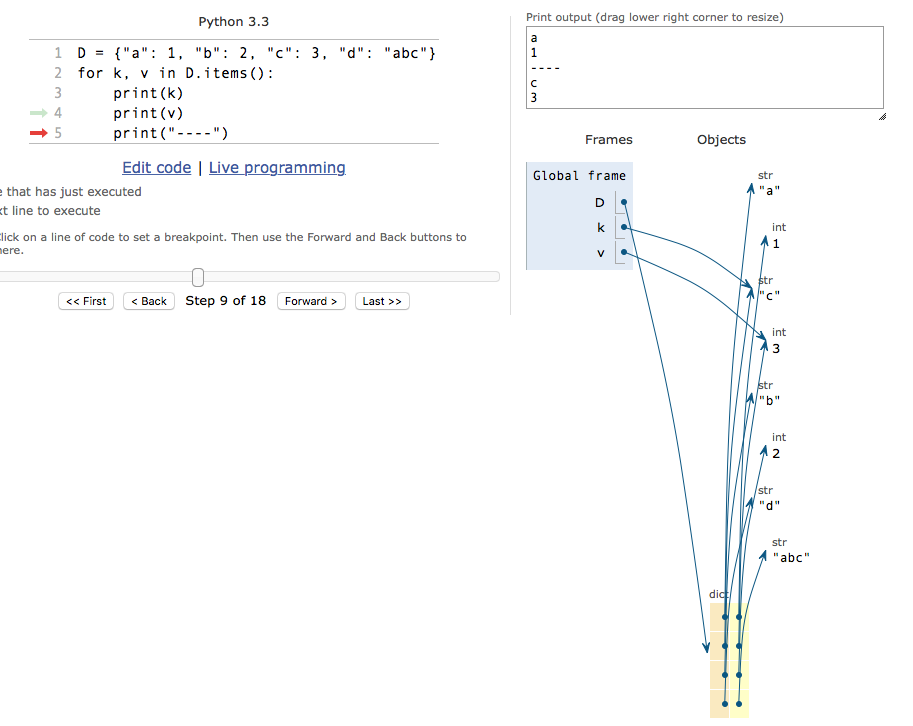 Python 3.3
1 D = {"a": 1, "b": 2, "c": 3, "d": "abc"}
2 for k, v in D.items():
3     print(k)
4     print(v)
5     print("----")
Edit code | Live programming
that has just executed
line to execute
lick on a line of code to set a breakpoint. Then use the Forward and Back buttons to
<< First
< Back
Step 9 of 18
Forward >
Last >>
Print output (drag lower right corner to resize)
a
1
----
c
3
Frames
Objects
Global frame
D
k
v
str
"a"
int
1
str
"c"
int
3
str
"b"
int
2
str
"d"
str
"abc"
dict